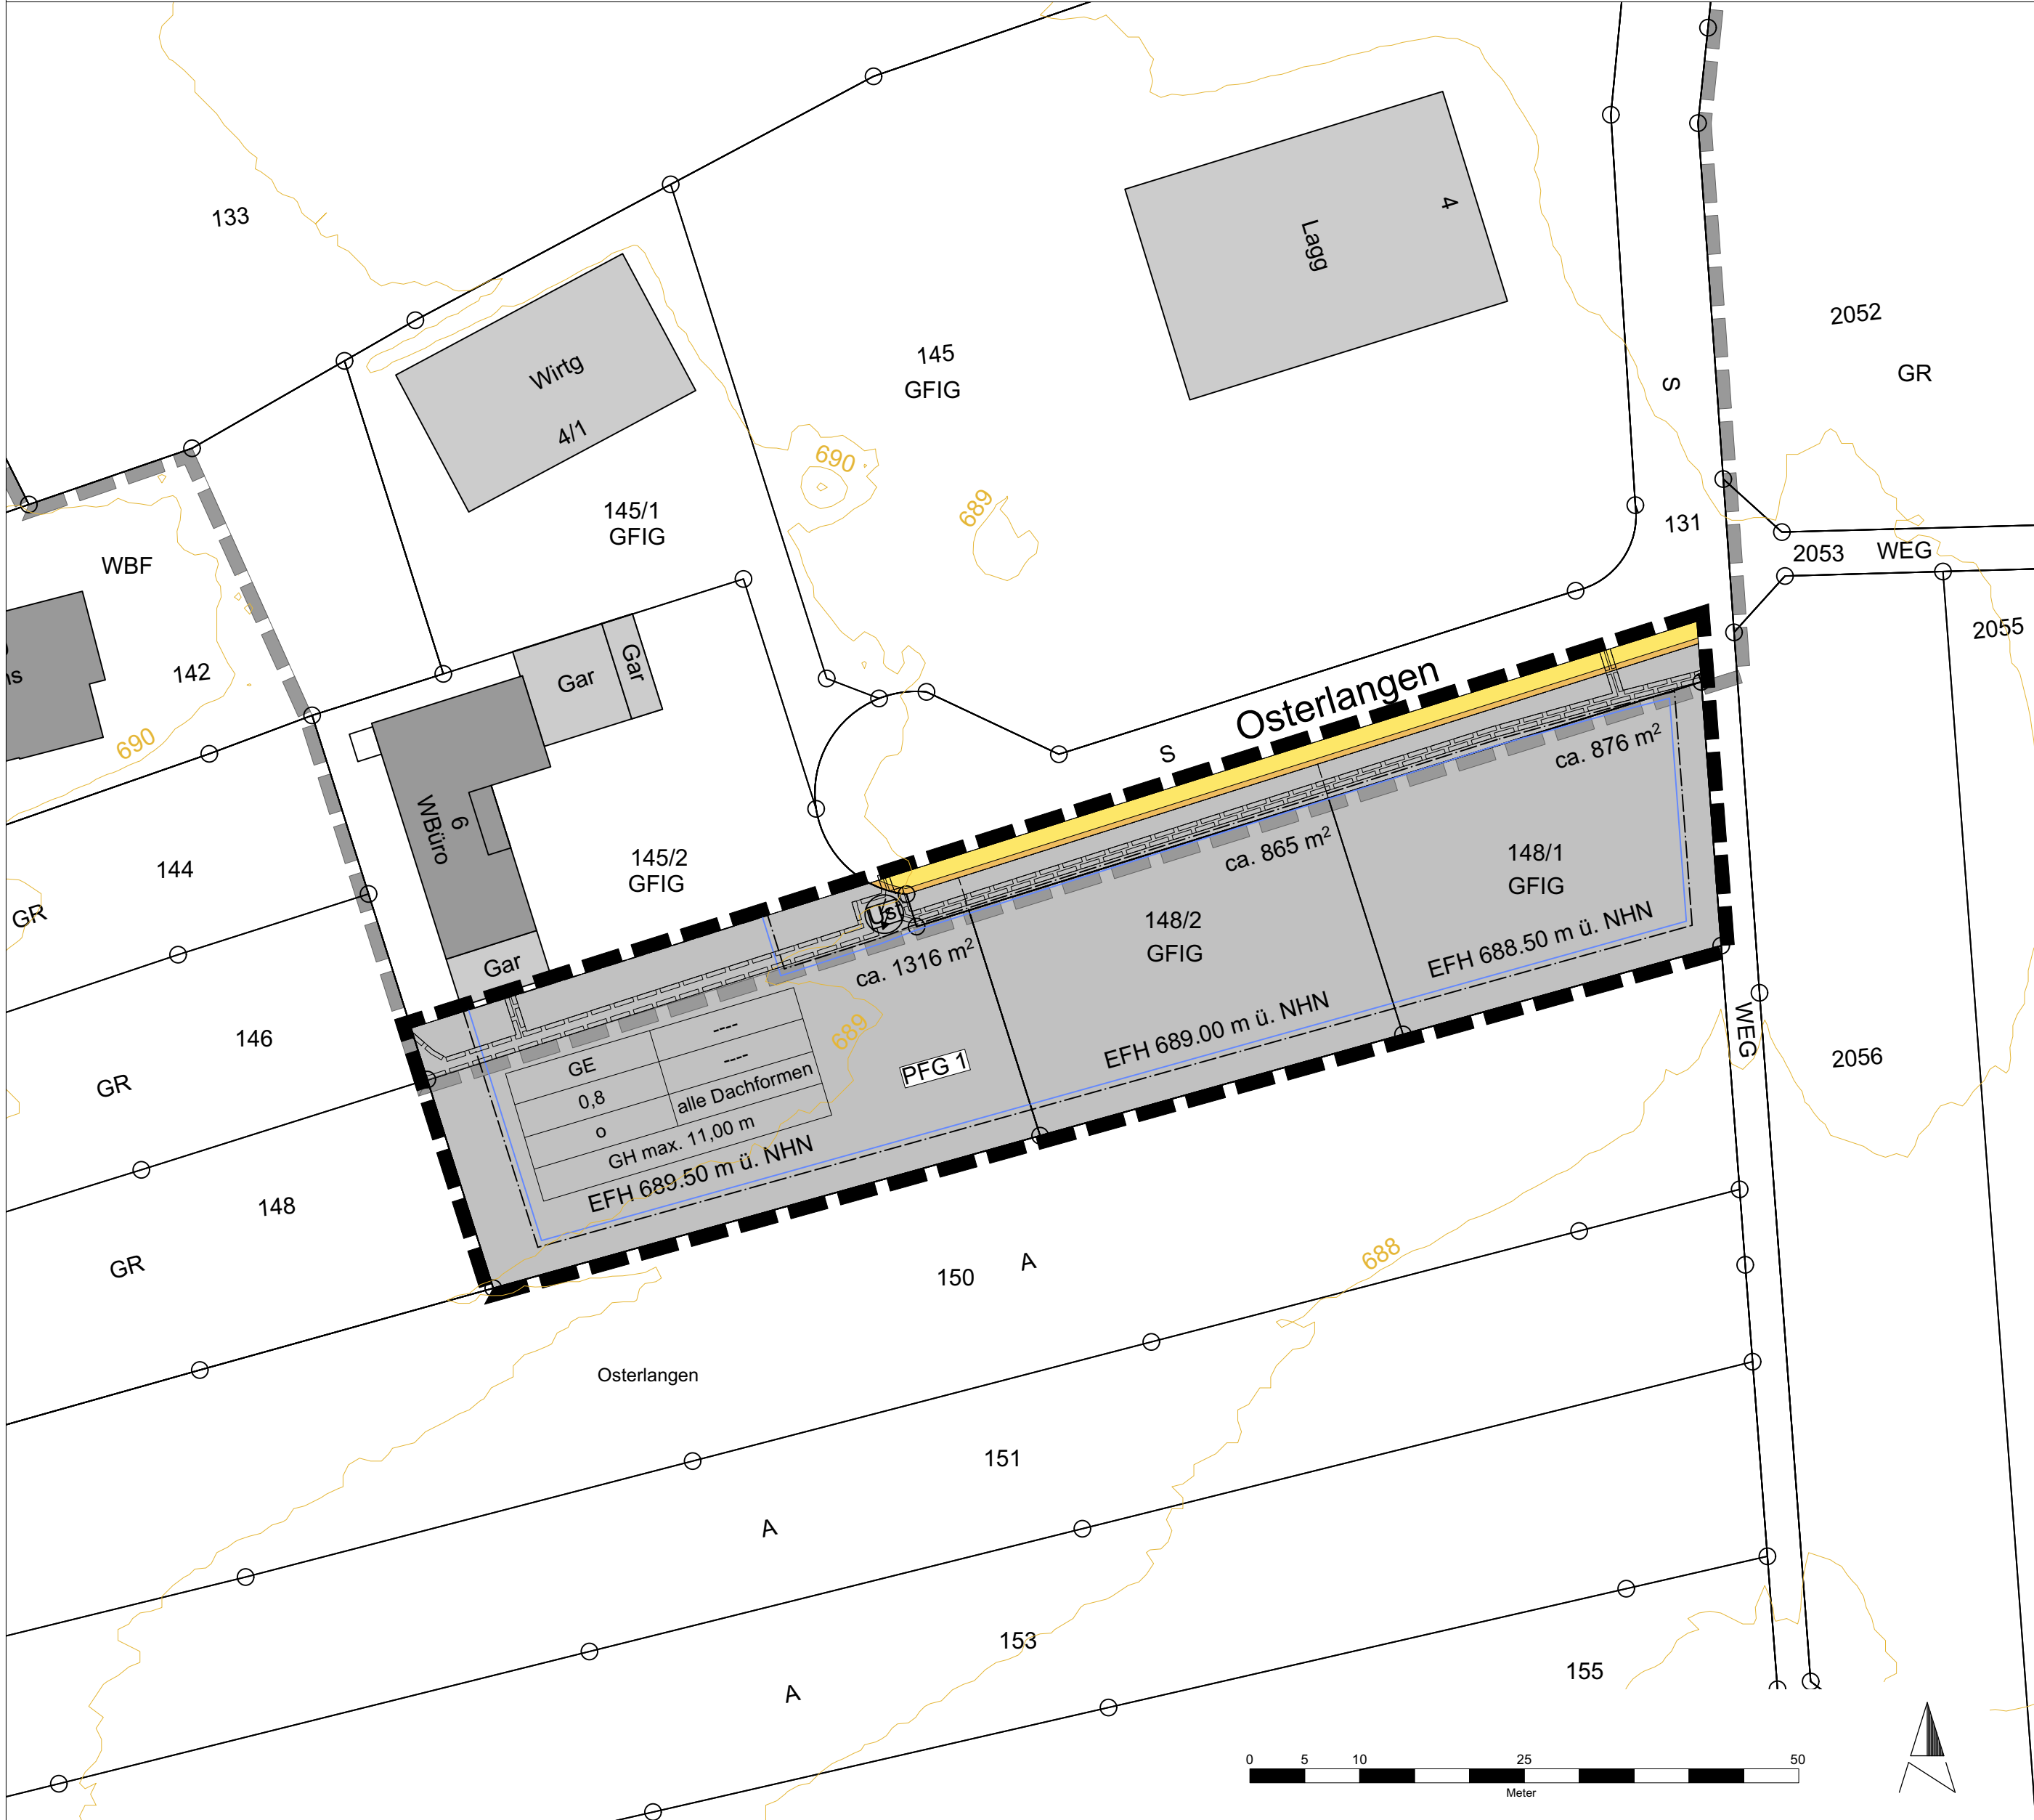 133
Lagg
4
Wirtg
4/1
145
GFIG
S
2052
GR
690
689
145/1
GFIG
131
2053
WEG
WBF
142
Gar
Gar
2055
690
Osterlangen
S
ca. 876 m²
WBüro
6
145/2
GFIG
144
GR
ca. 865 m²
148/1
GFIG
Ust
148/2
GFIG
ca. 1316 m²
EFH 688.50 m ü. NHN
Gar
146
GR
689
EFH 689.00 m ü. NHN
WEG
2056
GE
----
0,8
----
o
alle Dachformen
GH max. 11,00 m
PFG 1
EFH 689.50 m ü. NHN
148
GR
150
A
688
Osterlangen
151
A
153
A
155
0 5 10 25 50
Meter